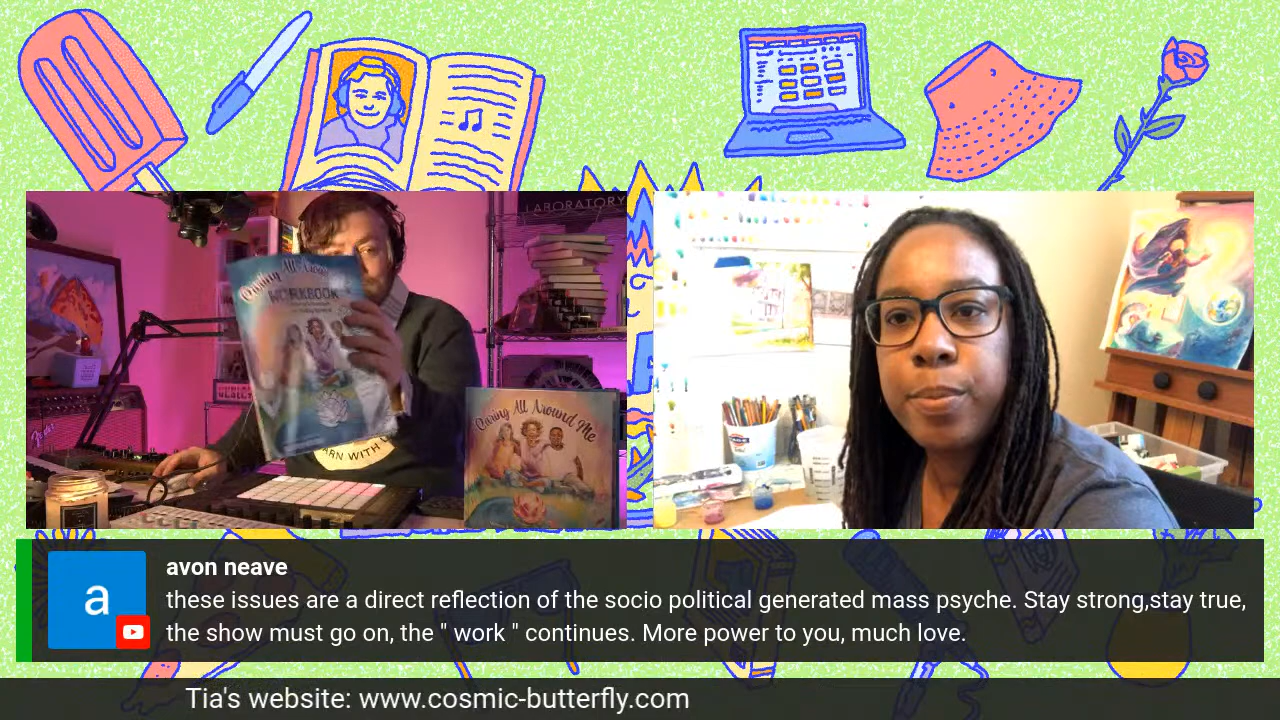 LABORATORY
Caring All Around
WORKBOOK
Caring All Around Me
avon neave
a
these issues are a direct reflection of the socio political generated mass psyche. Stay strong,stay true,
the show must go on, the " work " continues. More power to you, much love.
Tia's website: www.cosmic-butterfly.com